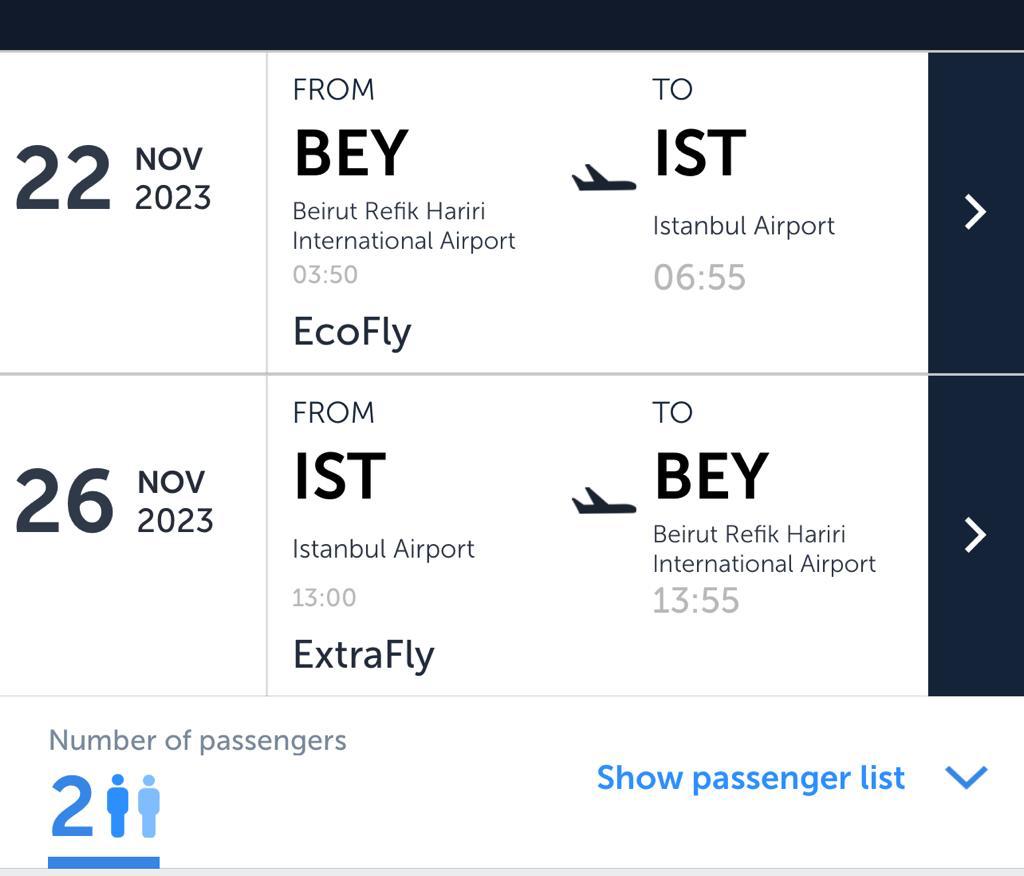 22 NOV
2023
FROM
BEY
Beirut Refik Hariri
International Airport
03:50
EcoFly
TO
IST
Istanbul Airport
06:55
26 NOV
2023
FROM
IST
Istanbul Airport
13:00
ExtraFly
TO
BEY
Beirut Refik Hariri
International Airport
13:55
Number of passengers
2
Show passenger list